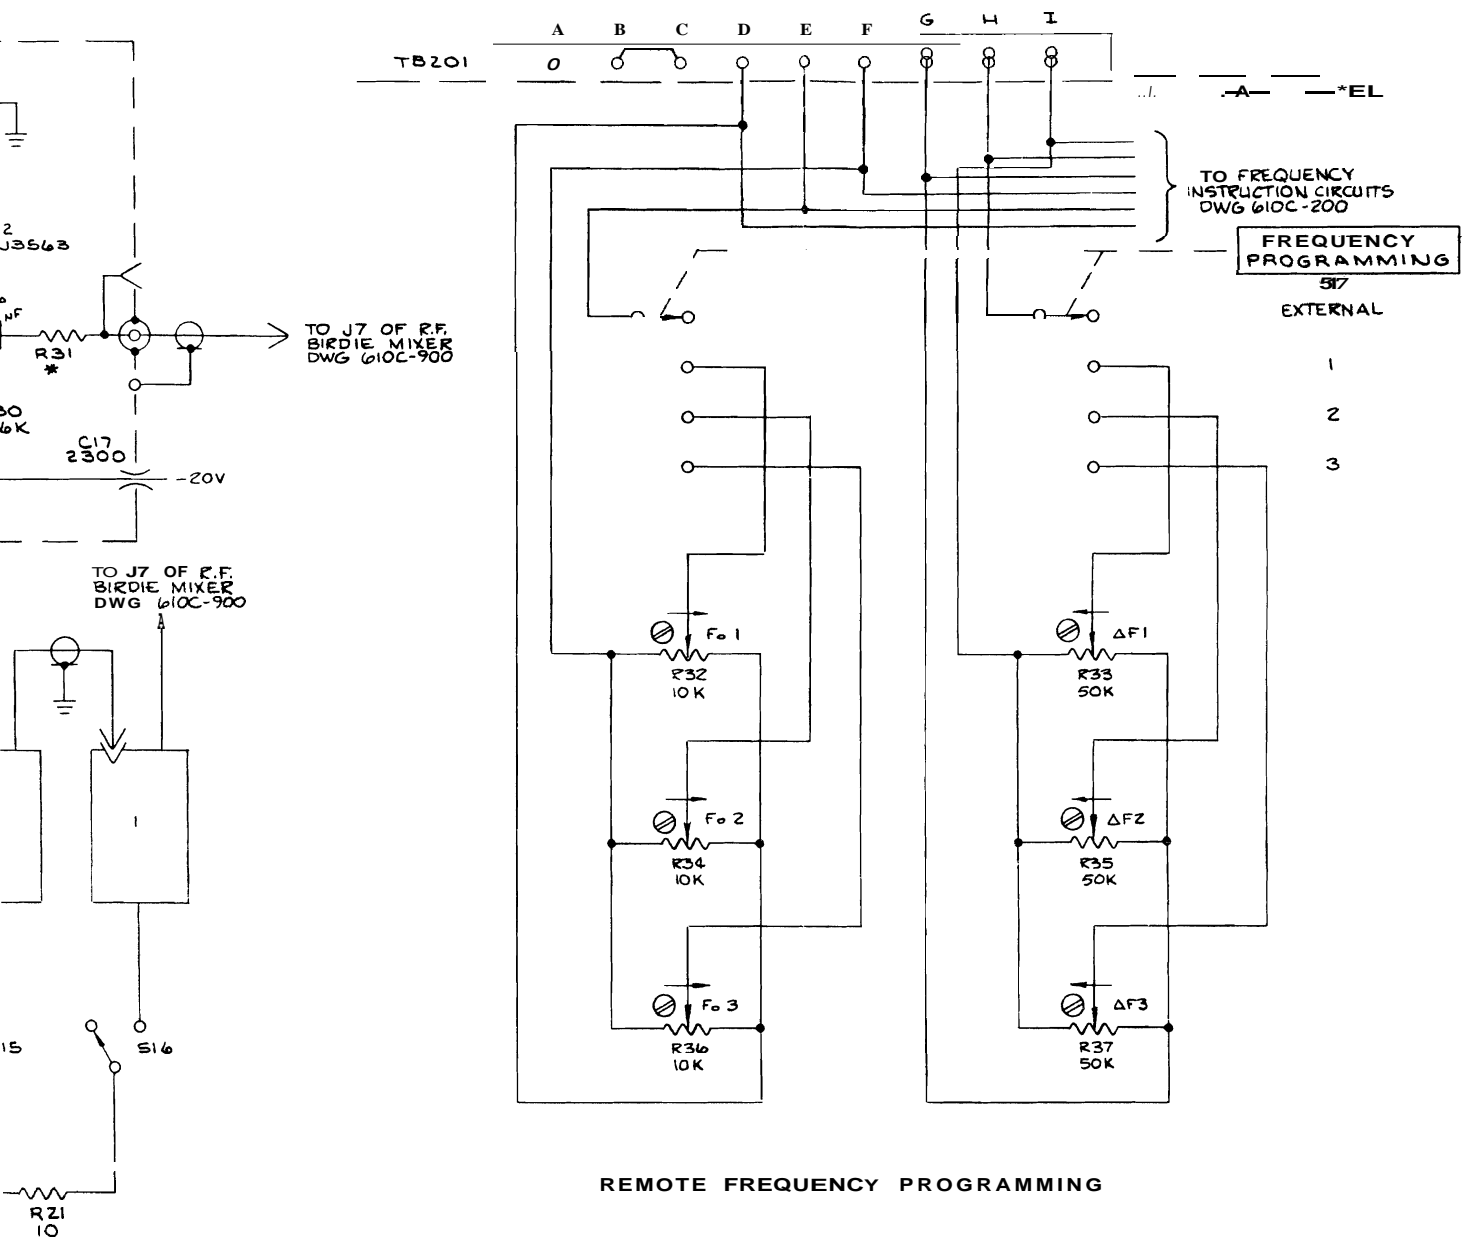 A B C D E F G H I
TB201
*EL
TO FREQUENCY
INSTRUCTION CIRCUITS
DWG 610C-200
FREQUENCY
PROGRAMMING
S17
EXTERNAL
1
2
3
2
J3563
NF
R31
*
TO J7 OF R.F.
BIRDIE MIXER
DWG 610C-900
30
6K
C17
2300
-20V
TO J7 OF R.F.
BIRDIE MIXER
DWG 610C-900
1
15
S16
R21
10
Fo 1
R32
10K
Fo 2
R34
10K
Fo 3
R36
10K
ΔF1
R33
50K
ΔF2
R35
50K
ΔF3
R37
50K
REMOTE FREQUENCY PROGRAMMING